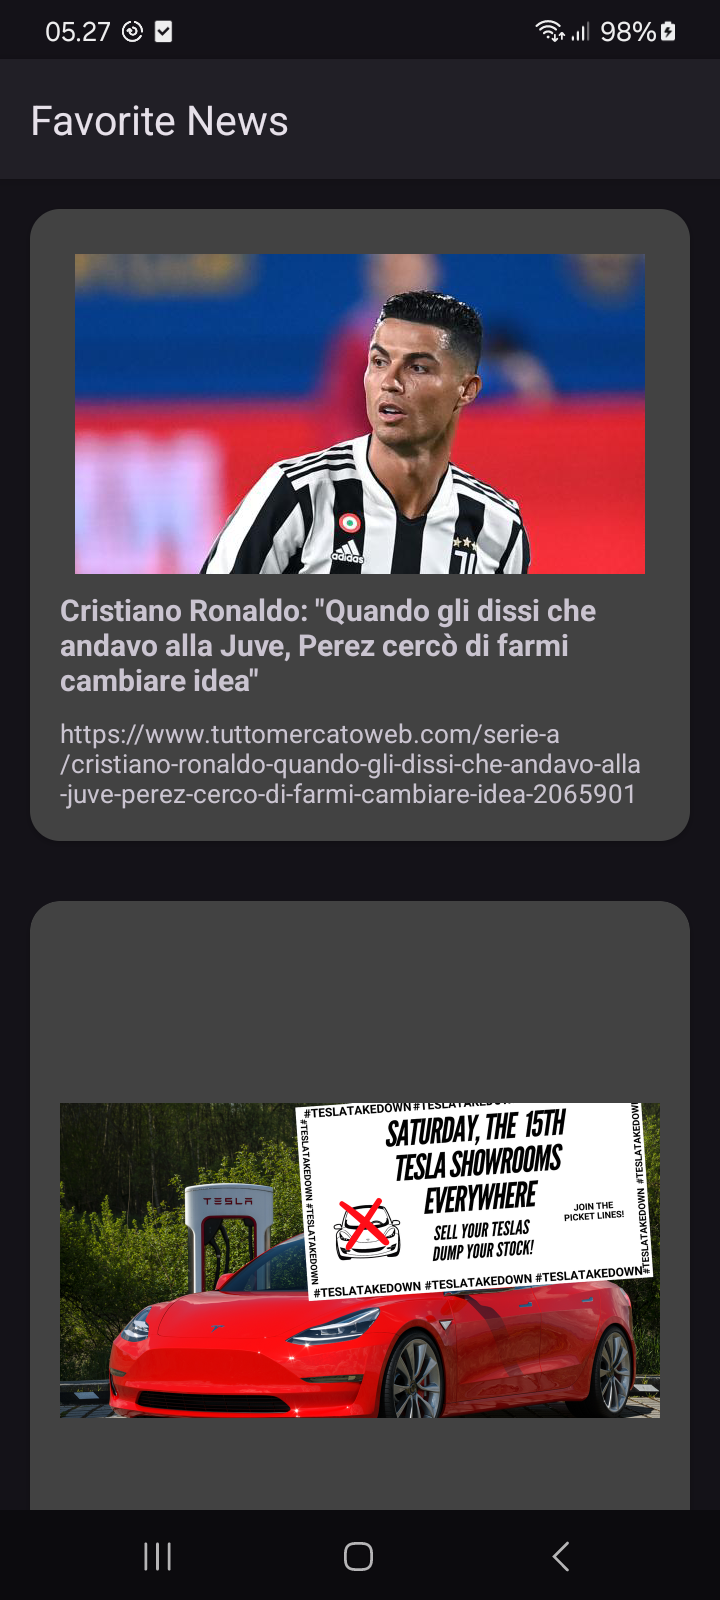 05.27
98%
Favorite News
adidas
Cristiano Ronaldo: "Quando gli dissi che
andavo alla Juve, Perez cercò di farmi
cambiare idea"
https://www.tuttomercatoweb.com/serie-a
/cristiano-ronaldo-quando-gli-dissi-che-andavo-alla
-juve-perez-cerco-di-farmi-cambiare-idea-2065901
#TESLATAKEDOWN #TESLATAKEDOWN
SATURDAY, THE 15TH
TESLA SHOWROOMS
EVERYWHERE
SELL YOUR TESLAS
DUMP YOUR STOCK!
JOIN THE
PICKET LINES!
#TESLATAKEDOWN #TESLATAKEDOWN
#TESLATAKEDOWN #TESLATAKEDOWN
#TESLATAKEDOWN #TESLATAKEDOWN #TESLATAKEDOWN
TESLA